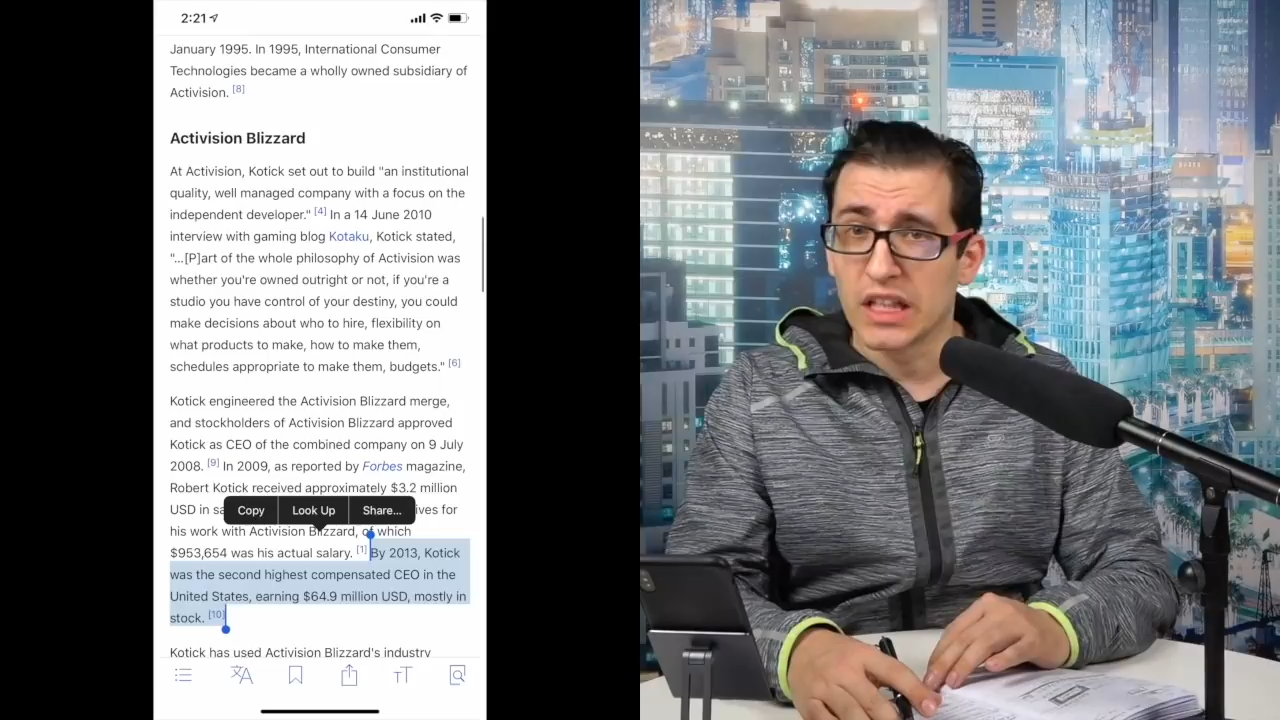 2:21
January 1995. In 1995, International Consumer
Technologies became a wholly owned subsidiary of
Activision. [8]
Activision Blizzard
At Activision, Kotick set out to build "an institutional
quality, well managed company with a focus on the
independent developer." [4] In a 14 June 2010
interview with gaming blog Kotaku, Kotick stated,
"...[P]art of the whole philosophy of Activision was
whether you're owned outright or not, if you're a
studio you have control of your destiny, you could
make decisions about who to hire, flexibility on
what products to make, how to make them,
schedules appropriate to make them, budgets." [6]
Kotick engineered the Activision Blizzard merge,
and stockholders of Activision Blizzard approved
Kotick as CEO of the combined company on 9 July
2008. [9] In 2009, as reported by Forbes magazine,
Robert Kotick received approximately $3.2 million
USD in sa ives for
Copy Look Up Share...
his work with Activision Blizzard, of which
$953,654 was his actual salary. [1] By 2013, Kotick
was the second highest compensated CEO in the
United States, earning $64.9 million USD, mostly in
stock. [10]
Kotick has used Activision Blizzard's industry